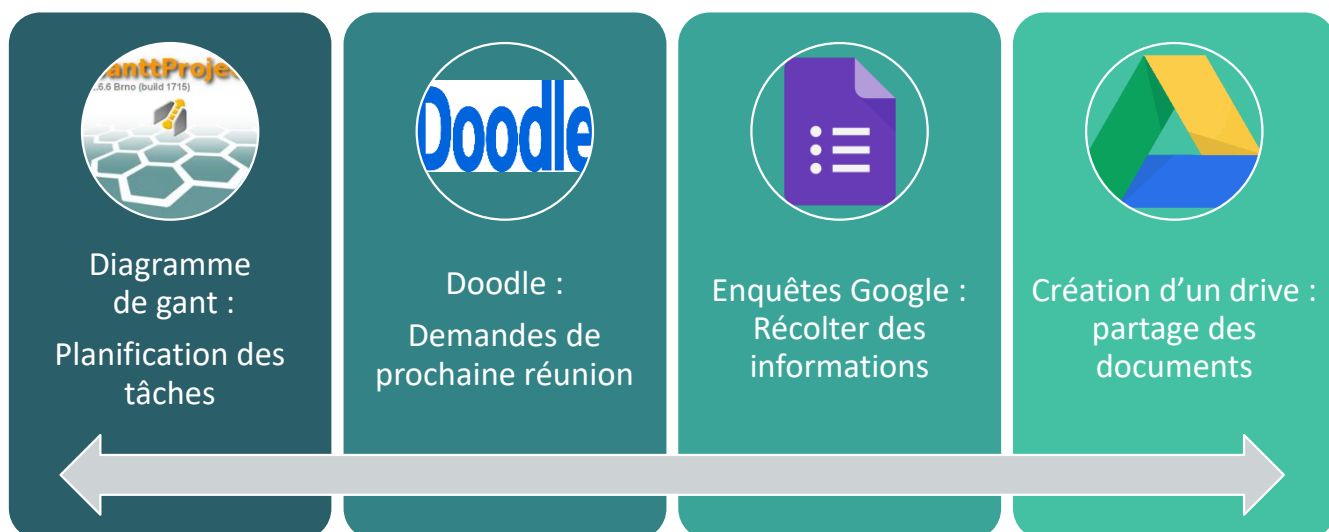 anttProje
.6.6 Brno (build 1715)
Diagramme
de gant :
Planification des
tâches
Doodle
Doodle :
Demandes de
prochaine réunion
Enquêtes Google :
Récolter des
informations
Création d’un drive :
partage des
documents